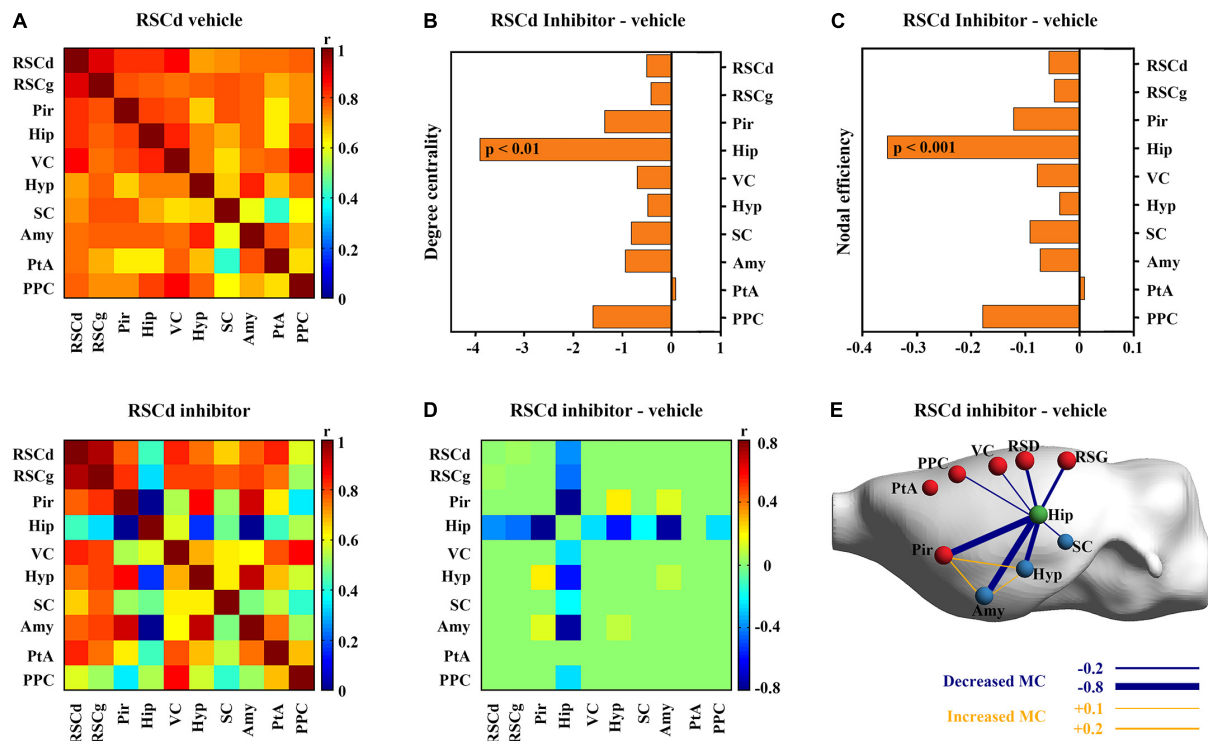 A
RSCd vehicle
r
RSCd
RSCg
Pir
Hip
VC
Hyp
SC
Amy
PtA
PPC
1
0.8
0.6
0.4
0.2
0
RSCd RSCg Pir Hip VC Hyp SC Amy PtA PPC
B
RSCd Inhibitor - vehicle
Degree centrality
p < 0.01
RSCd
RSCg
Pir
Hip
VC
Hyp
SC
Amy
PtA
PPC
-4 -3 -2 -1 0 1
C
RSCd Inhibitor - vehicle
Nodal efficiency
p < 0.001
RSCd
RSCg
Pir
Hip
VC
Hyp
SC
Amy
PtA
PPC
-0.4 -0.3 -0.2 -0.1 0 0.1
RSCd inhibitor
r
RSCd
RSCg
Pir
Hip
VC
Hyp
SC
Amy
PtA
PPC
1
0.8
0.6
0.4
0.2
0
RSCd RSCg Pir Hip VC Hyp SC Amy PtA PPC
D
RSCd inhibitor - vehicle
r
RSCd
RSCg
Pir
Hip
VC
Hyp
SC
Amy
PtA
PPC
0.8
0.4
0
-0.4
-0.8
RSCd RSCg Pir Hip VC Hyp SC Amy PtA PPC
E
RSCd inhibitor - vehicle
PtA
PPC
VC
RSD
RSG
Hip
SC
Pir
Hyp
Amy
Decreased MC
-0.2
-0.8
Increased MC
+0.1
+0.2